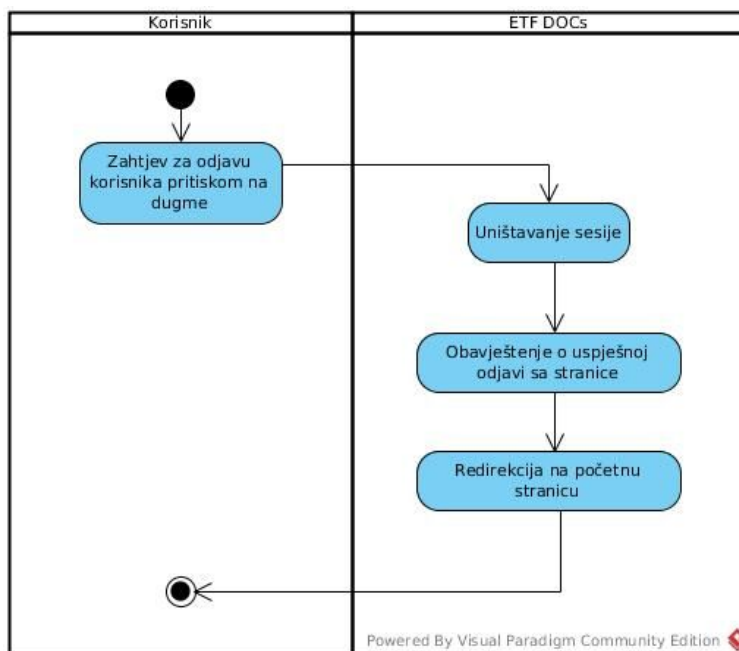 Korisnik
ETF DOCs
Zahtjev za odjavu
korisnika pritiskom na
dugme
Uništavanje sesije
Obavještenje o uspješnoj
odjavi sa stranice
Redirekcija na početnu
stranicu
Powered By Visual Paradigm Community Edition